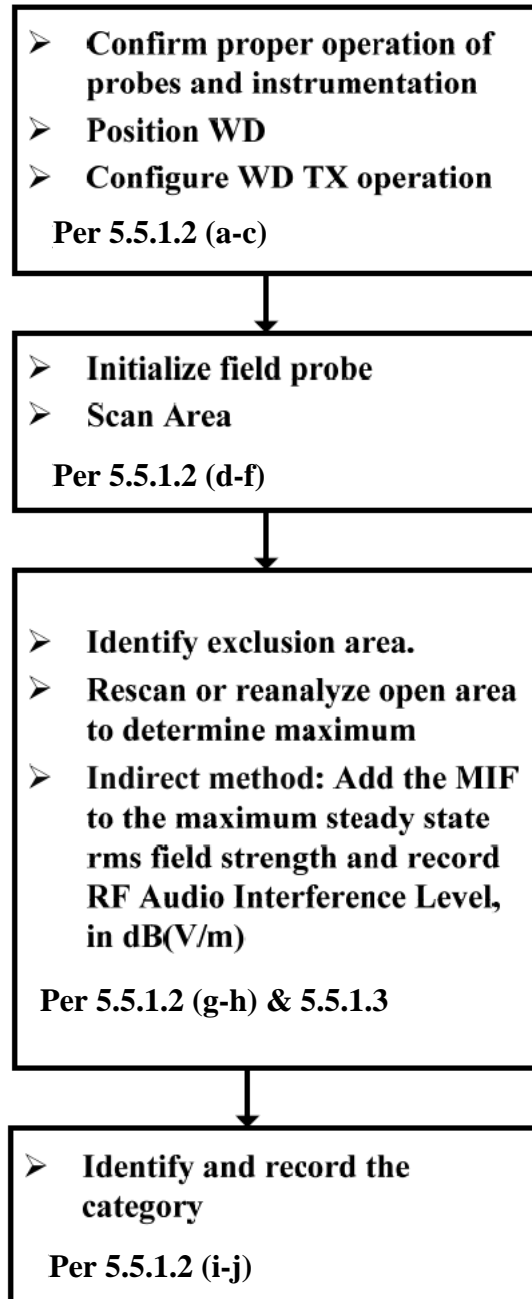 ➢ Confirm proper operation of
probes and instrumentation
➢ Position WD
➢ Configure WD TX operation
Per 5.5.1.2 (a-c)
➢ Initialize field probe
➢ Scan Area
Per 5.5.1.2 (d-f)
➢ Identify exclusion area.
➢ Rescan or reanalyze open area
to determine maximum
➢ Indirect method: Add the MIF
to the maximum steady state
rms field strength and record
RF Audio Interference Level,
in dB(V/m)
Per 5.5.1.2 (g-h) & 5.5.1.3
➢ Identify and record the
category
Per 5.5.1.2 (i-j)